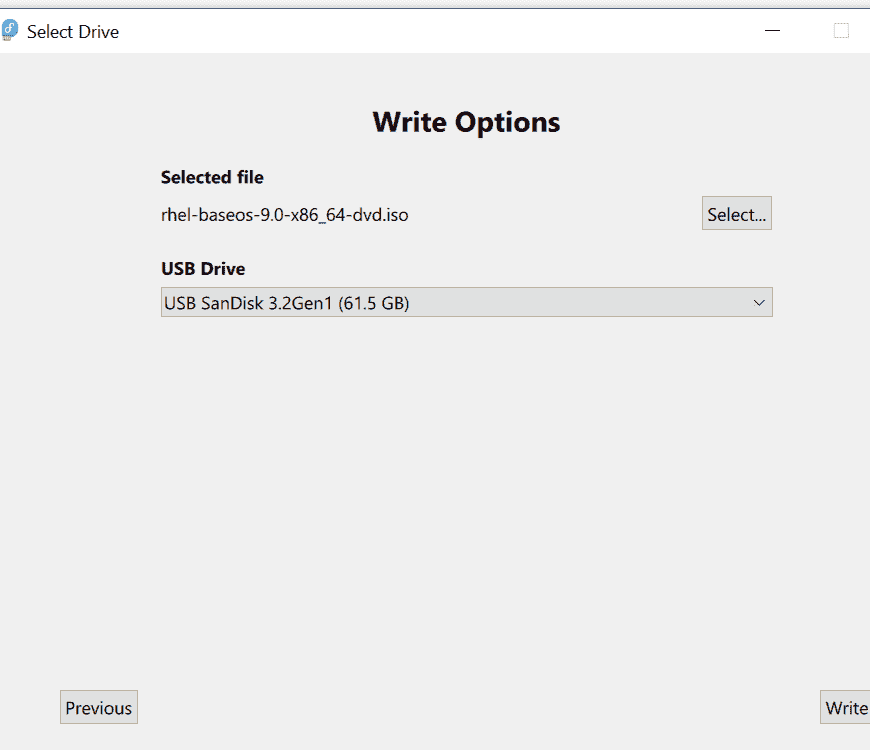 Select Drive
Write Options
Selected file
rhel-baseos-9.0-x86_64-dvd.iso
Select...
USB Drive
USB SanDisk 3.2Gen1 (61.5 GB)
Previous
Write